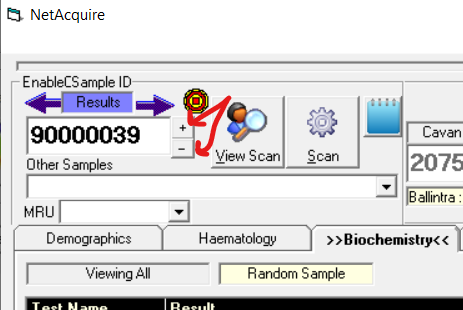 NetAcquire
EnableCSample ID
Results
90000039
+
-
View Scan
Scan
Cavan
2075
Other Samples
Ballintra :
MRU
Demographics
Haematology
>>Biochemistry<<
Viewing All
Random Sample
Test Name
Result